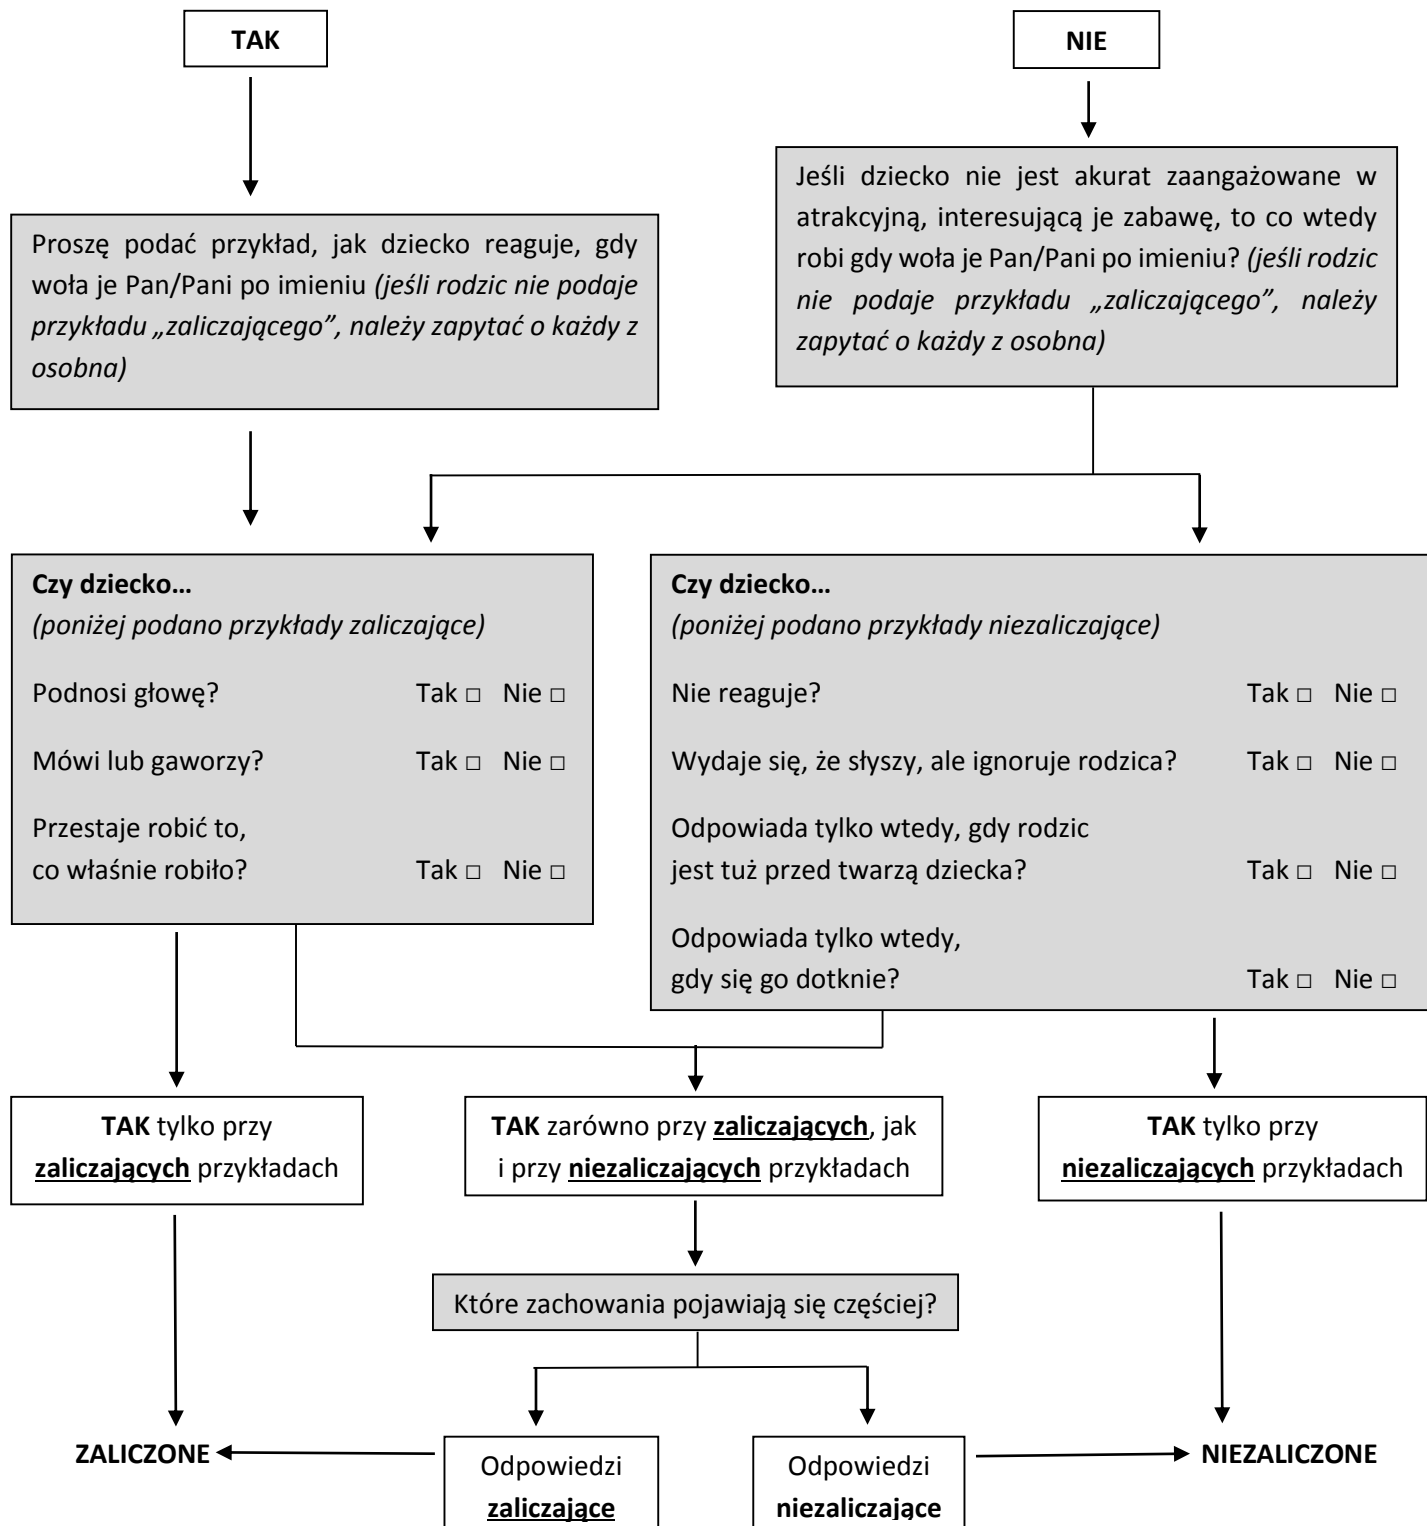 TAK
NIE
Proszę podać przykład, jak dziecko reaguje, gdy
woła je Pan/Pani po imieniu (jeśli rodzic nie podaje
przykładu „zaliczającego”, należy zapytać o każdy z
osobna)
Jeśli dziecko nie jest akurat zaangażowane w
atrakcyjną, interesującą je zabawę, to co wtedy
robi gdy woła je Pan/Pani po imieniu? (jeśli rodzic
nie podaje przykładu „zaliczającego”, należy
zapytać o każdy z osobna)
Czy dziecko…
(poniżej podano przykłady zaliczające)
Podnosi głowę? Tak □ Nie □
Mówi lub gaworzy? Tak □ Nie □
Przestaje robić to,
co właśnie robiło? Tak □ Nie □
Czy dziecko…
(poniżej podano przykłady niezaliczające)
Nie reaguje? Tak □ Nie □
Wydaje się, że słyszy, ale ignoruje rodzica? Tak □ Nie □
Odpowiada tylko wtedy, gdy rodzic
jest tuż przed twarzą dziecka? Tak □ Nie □
Odpowiada tylko wtedy,
gdy się go dotknie? Tak □ Nie □
TAK tylko przy
zaliczających przykładach
TAK zarówno przy zaliczających, jak
i przy niezaliczających przykładach
TAK tylko przy
niezaliczających przykładach
Które zachowania pojawiają się częściej?
ZALICZONE
Odpowiedzi
zaliczające
Odpowiedzi
niezaliczające
NIEZALICZONE